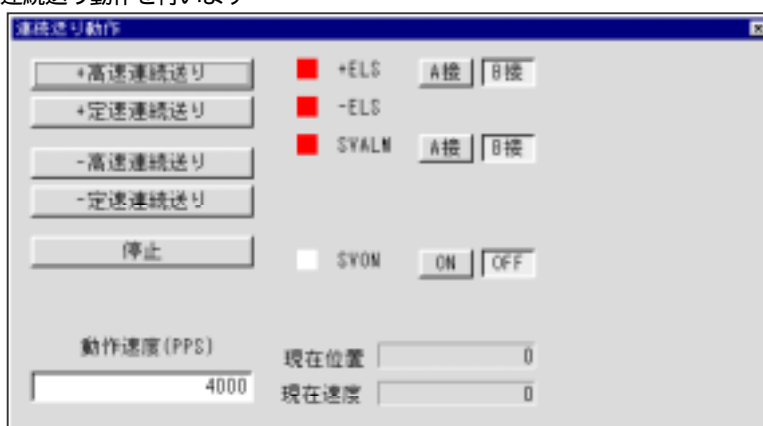 連続送り動作を行います
連続送り動作
+高速連続送り
+定速連続送り
-高速連続送り
-定速連続送り
停止
+ELS A接 B接
-ELS
SVALM A接 B接
SVON ON OFF
動作速度(PPS)
4000
現在位置 0
現在速度 0